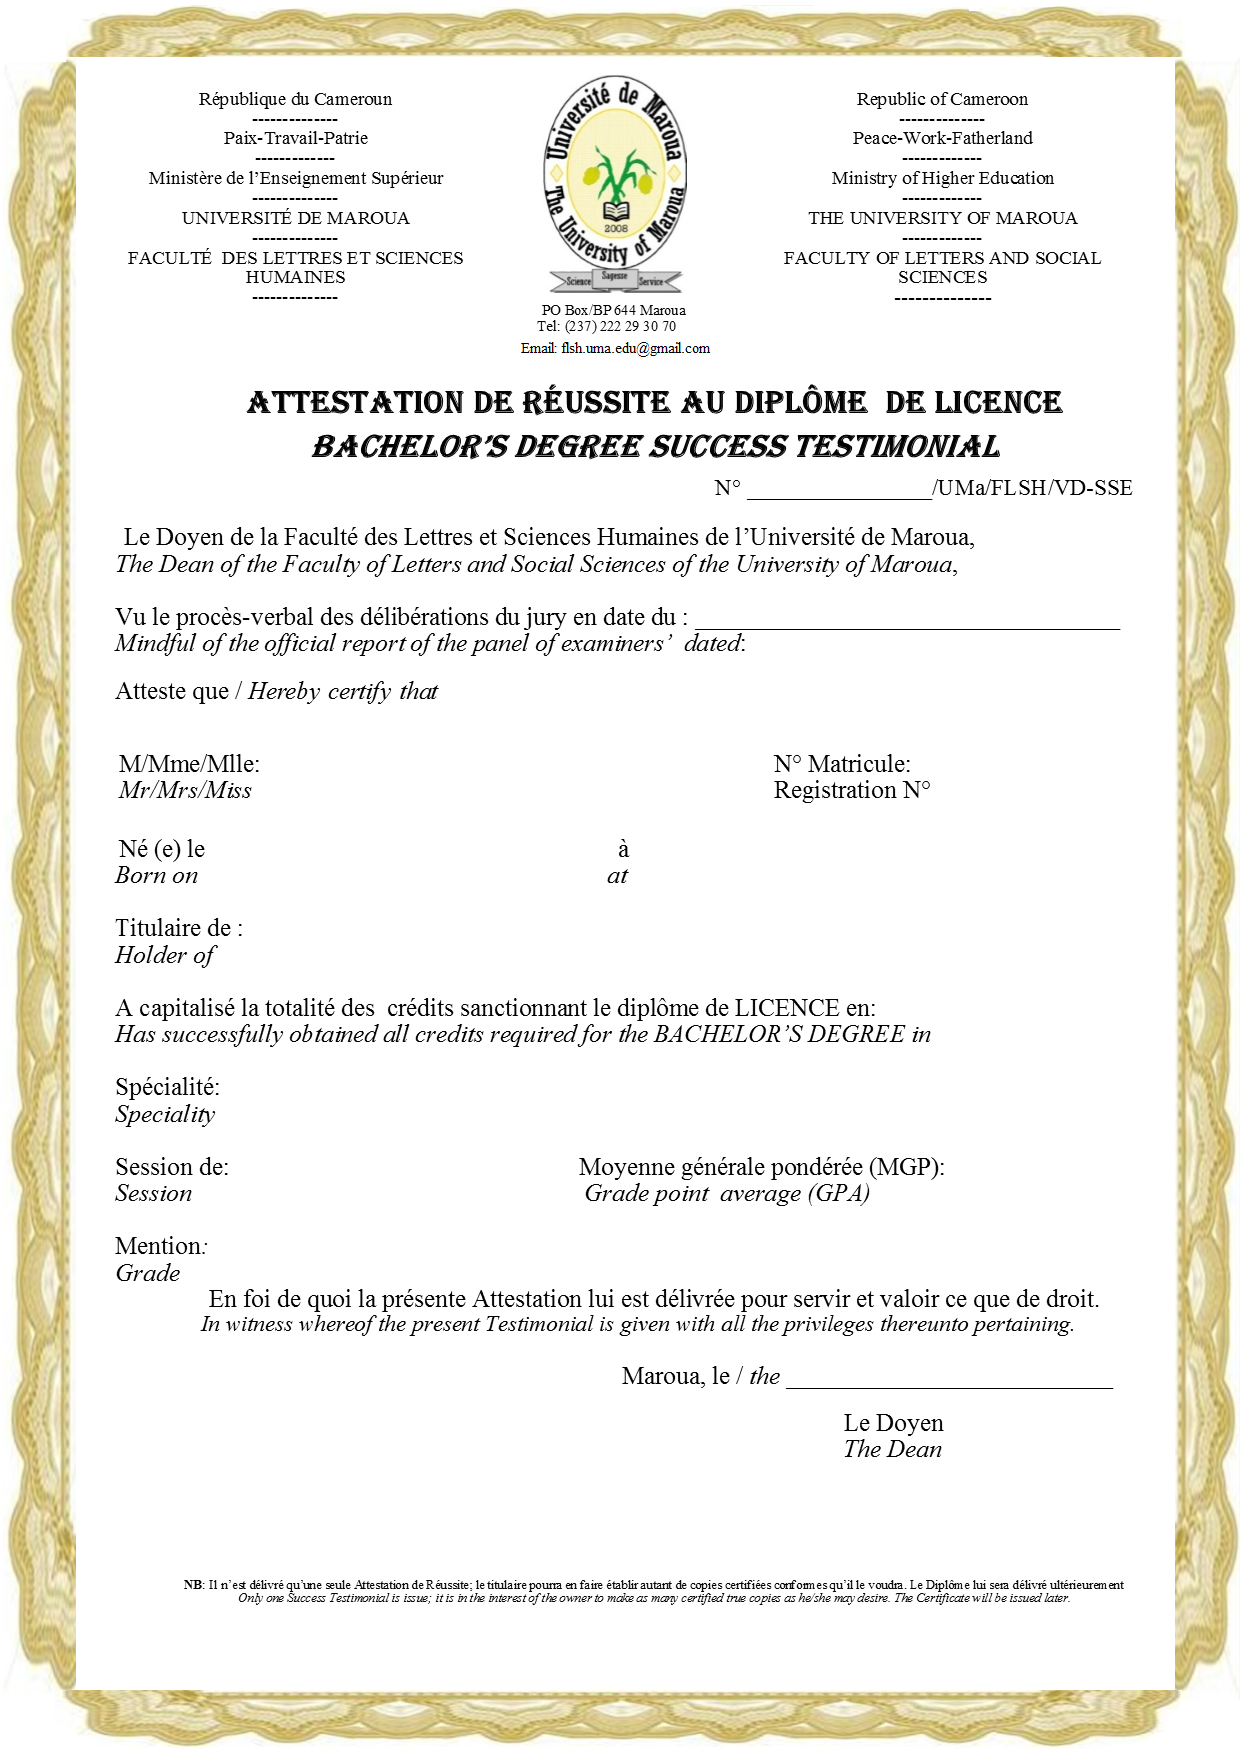 République du Cameroun
--------------
Paix-Travail-Patrie
-------------
Ministère de l’Enseignement Supérieur
--------------
UNIVERSITÉ DE MAROUA
--------------
FACULTÉ  DES LETTRES ET SCIENCES
HUMAINES
--------------
Université de Maroua
The University of Maroua
2008
Science Sagesse Service
PO Box/BP 644 Maroua
Tel: (237) 222 29 30 70
Email: flsh.uma.edu@gmail.com
Republic of Cameroon
--------------
Peace-Work-Fatherland
-------------
Ministry of Higher Education
-------------
THE UNIVERSITY OF MAROUA
-------------
FACULTY OF LETTERS AND SOCIAL
SCIENCES
--------------
ATTESTATION DE RÉUSSITE AU DIPLÔME  DE LICENCE
BACHELOR’S DEGREE SUCCESS TESTIMONIAL
N° ________________/UMa/FLSH/VD-SSE
Le Doyen de la Faculté des Lettres et Sciences Humaines de l’Université de Maroua,
The Dean of the Faculty of Letters and Social Sciences of the University of Maroua,
Vu le procès-verbal des délibérations du jury en date du : __________________________________
Mindful of the official report of the panel of examiners’  dated:
Atteste que / Hereby certify that
M/Mme/Mlle: N° Matricule:
Mr/Mrs/Miss Registration N°
Né (e) le à
Born on at
Titulaire de :
Holder of
A capitalisé la totalité des  crédits sanctionnant le diplôme de LICENCE en:
Has successfully obtained all credits required for the BACHELOR’S DEGREE in
Spécialité:
Speciality
Session de: Moyenne générale pondérée (MGP):
Session Grade point  average (GPA)
Mention:
Grade
En foi de quoi la présente Attestation lui est délivrée pour servir et valoir ce que de droit.
In witness whereof the present Testimonial is given with all the privileges thereunto pertaining.
Maroua, le / the __________________________
Le Doyen
The Dean
NB: Il n’est délivré qu’une seule Attestation de Réussite; le titulaire pourra en faire établir autant de copies certifiées conformes qu’il le voudra. Le Diplôme lui sera délivré ultérieurement
Only one Success Testimonial is issue; it is in the interest of the owner to make as many certified true copies as he/she may desire. The Certificate will be issued later.